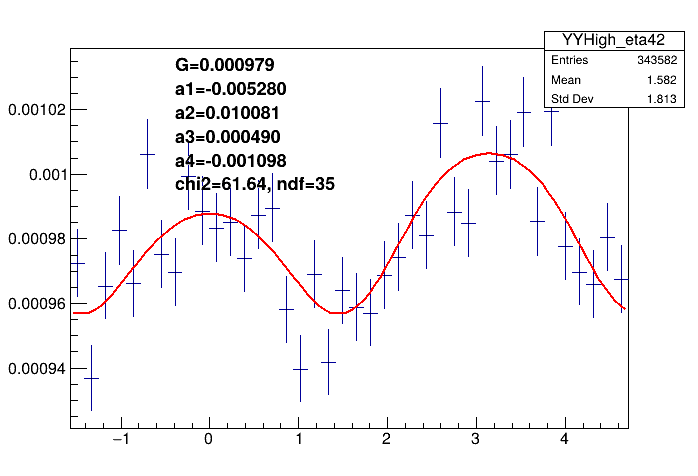 YYHigh_eta42
Entries 343582
Mean 1.582
Std Dev 1.813
G=0.000979
a1=-0.005280
a2=0.010081
a3=0.000490
a4=-0.001098
chi2=61.64, ndf=35
0.00102
0.001
0.00098
0.00096
0.00094
−1 0 1 2 3 4